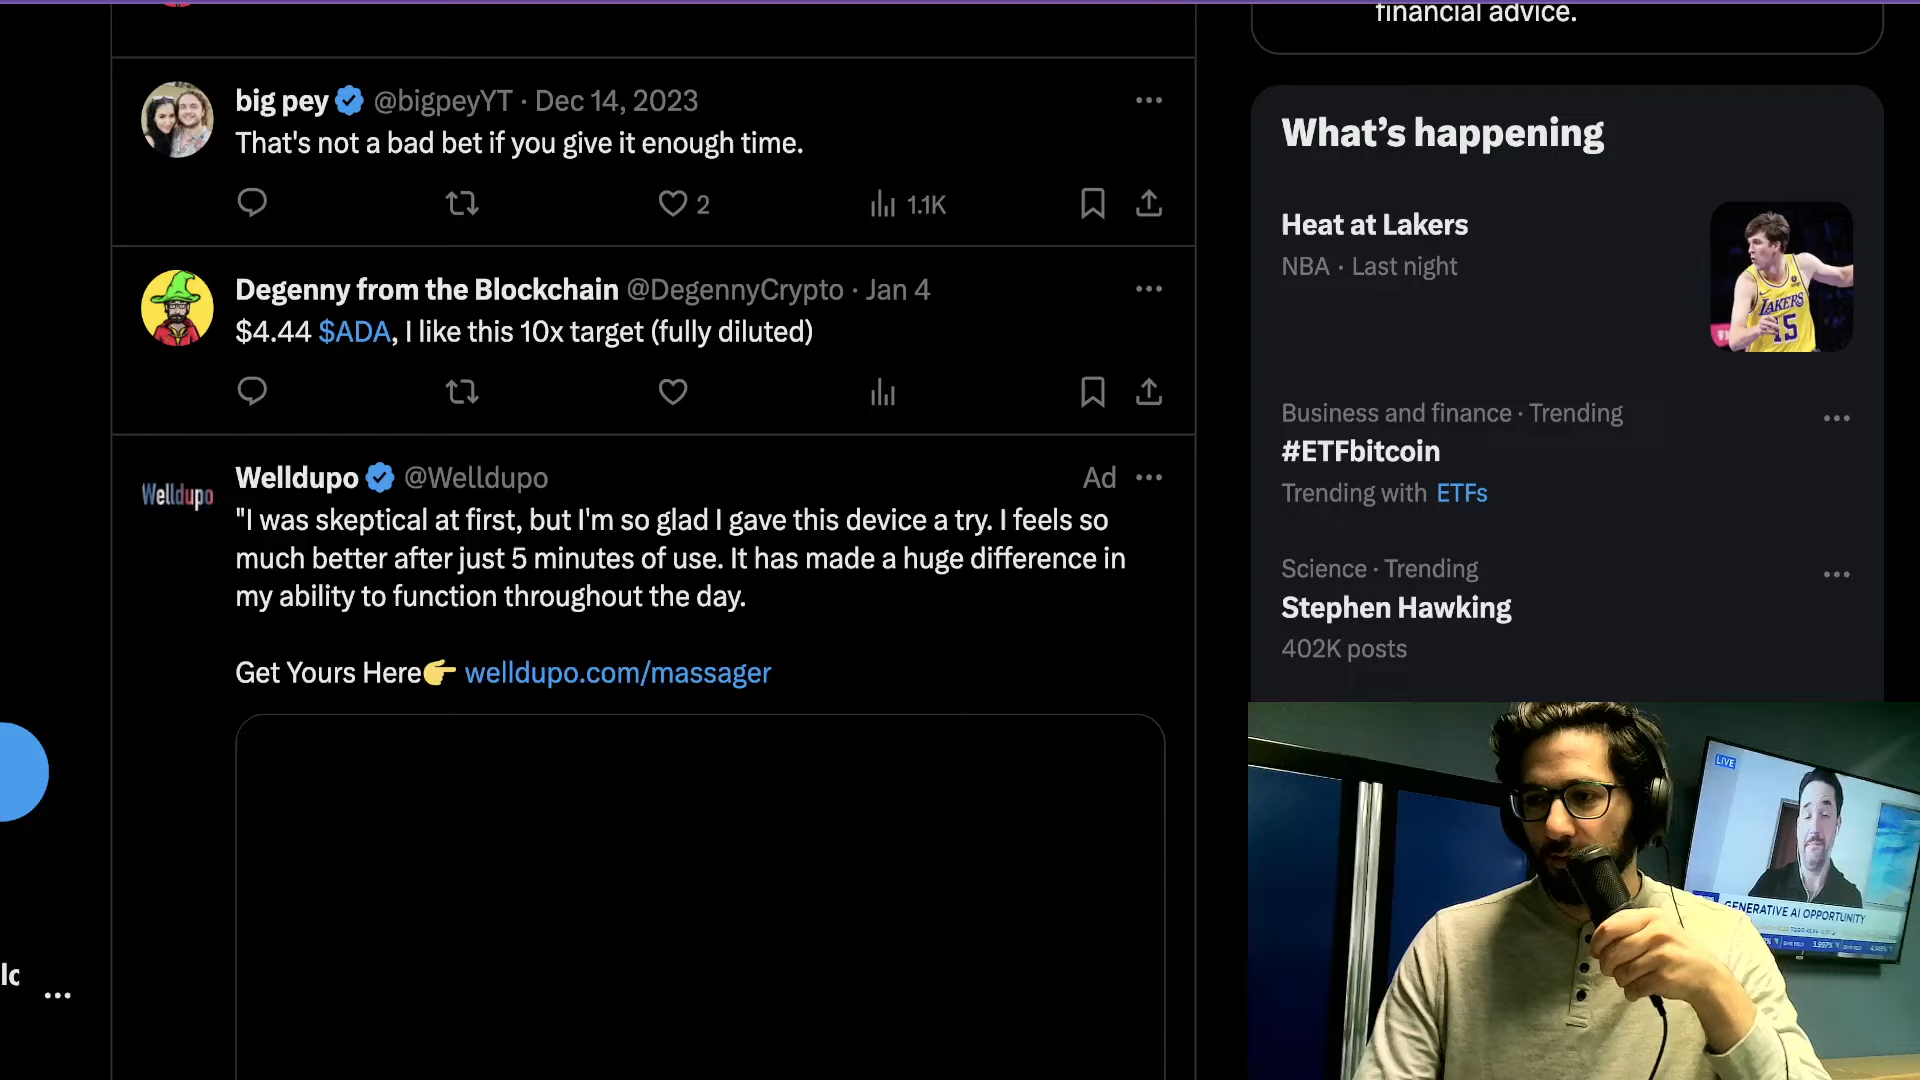 financial advice.
big pey @bigpeyYT · Dec 14, 2023
That's not a bad bet if you give it enough time.
2
1.1K
Degenny from the Blockchain @DegennyCrypto · Jan 4
$4.44 $ADA, I like this 10x target (fully diluted)
Welldupo
Welldupo @Welldupo
Ad
"I was skeptical at first, but I'm so glad I gave this device a try. I feels so
much better after just 5 minutes of use. It has made a huge difference in
my ability to function throughout the day.
Get Yours Here👉 welldupo.com/massager
What's happening
Heat at Lakers
NBA · Last night
LAKERS
15
Business and finance · Trending
#ETFbitcoin
Trending with ETFs
Science · Trending
Stephen Hawking
402K posts
LIVE
GENERATIVE AI OPPORTUNITY